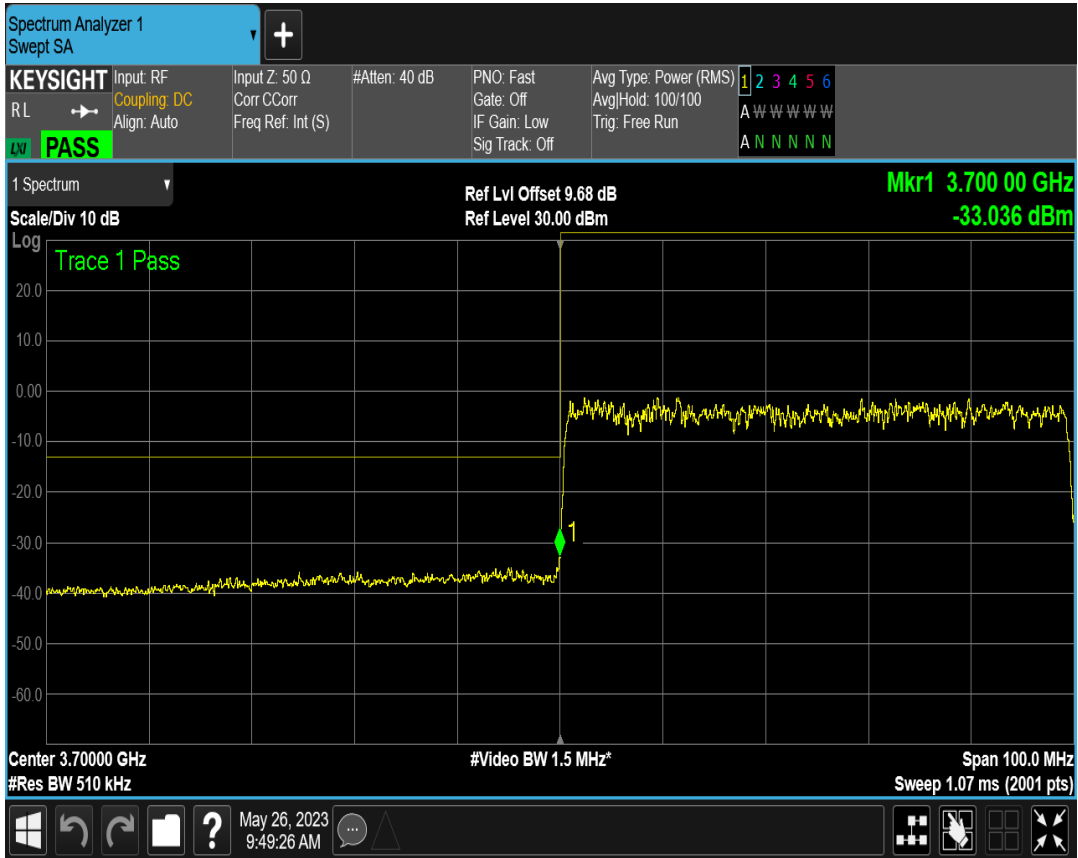 Spectrum Analyzer 1
Swept SA
+
KEYSIGHT
RL
LXI PASS
Input: RF
Coupling: DC
Align: Auto
Input Z: 50 Ω
Corr CCorr
Freq Ref: Int (S)
#Atten: 40 dB
PNO: Fast
Gate: Off
IF Gain: Low
Sig Track: Off
Avg Type: Power (RMS)
Avg|Hold: 100/100
Trig: Free Run
1 2 3 4 5 6
A W W W W W
A N N N N N
1 Spectrum
Scale/Div 10 dB
Ref Lvl Offset 9.68 dB
Ref Level 30.00 dBm
Mkr1 3.700 00 GHz
-33.036 dBm
Log
Trace 1 Pass
20.0
10.0
0.00
-10.0
-20.0
1
-30.0
-40.0
-50.0
-60.0
Center 3.70000 GHz
#Video BW 1.5 MHz*
Span 100.0 MHz
#Res BW 510 kHz
Sweep 1.07 ms (2001 pts)
?
May 26, 2023
9:49:26 AM